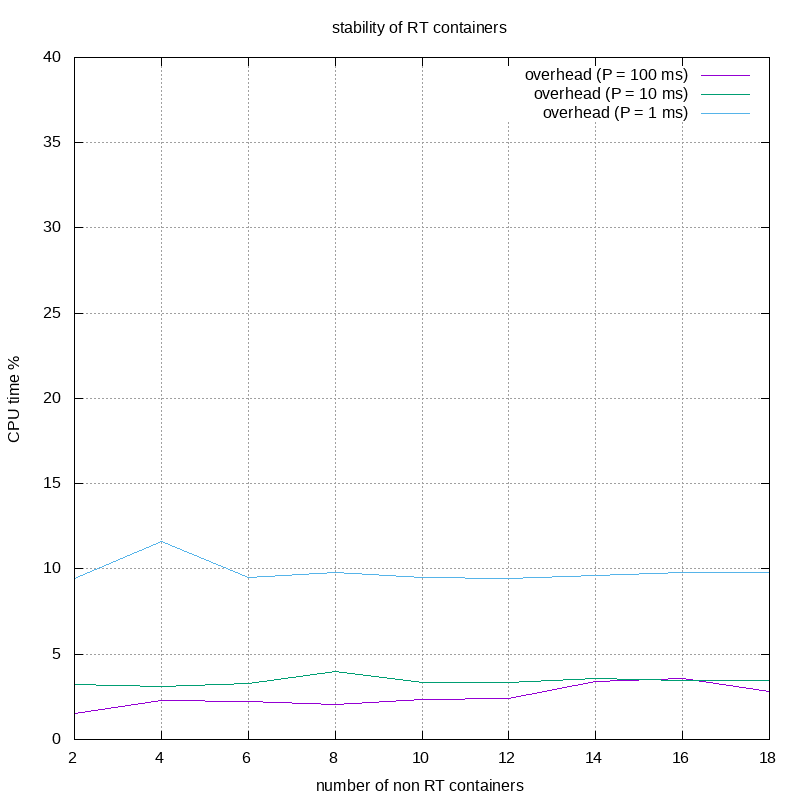 stability of RT containers
overhead (P = 100 ms)
overhead (P = 10 ms)
overhead (P = 1 ms)
40
35
30
25
20
15
10
5
0
CPU time %
2 4 6 8 10 12 14 16 18
number of non RT containers